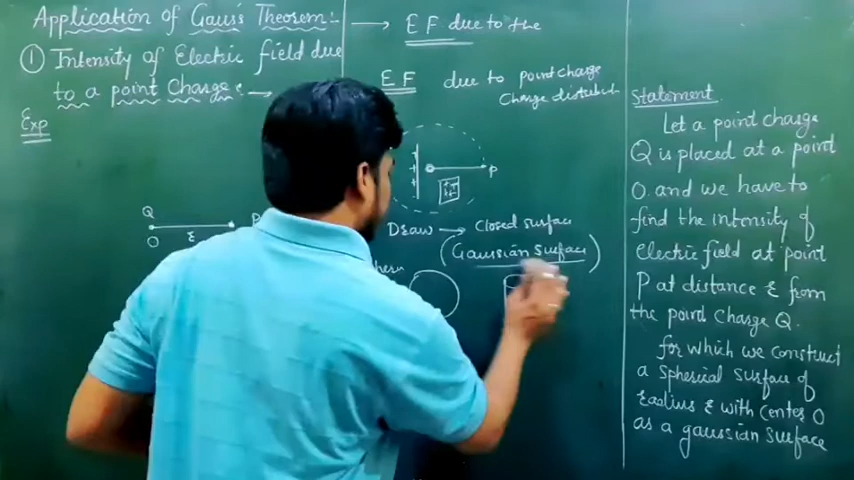 Application of Gauss Theorem:
① Intensity of Electric field due
to a point Charge:
Exp
Q
O
r
E F due to the
E F due to point Charge
Charge distribut
P
Draw → Closed surface
(Gaussian Surface)
Statement
Let a point charge
Q is placed at a point
O. and we have to
find the Intensity of
Electric field at point
P at distance r from
the point Charge Q.
for which we Construct
a Spherical surface of
radius r with Center O
as a gaussian Surface